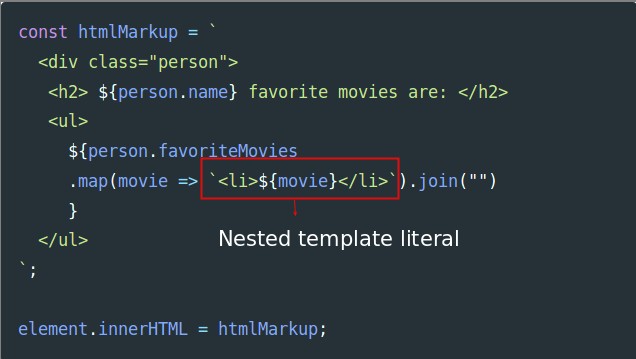 const htmlMarkup = `
<div class="person">
<h2> ${person.name} favorite movies are: </h2>
<ul>
${person.favoriteMovies
.map(movie => `<li>${movie}</li>`).join("")
}
</ul>
Nested template literal
`;
element.innerHTML = htmlMarkup;